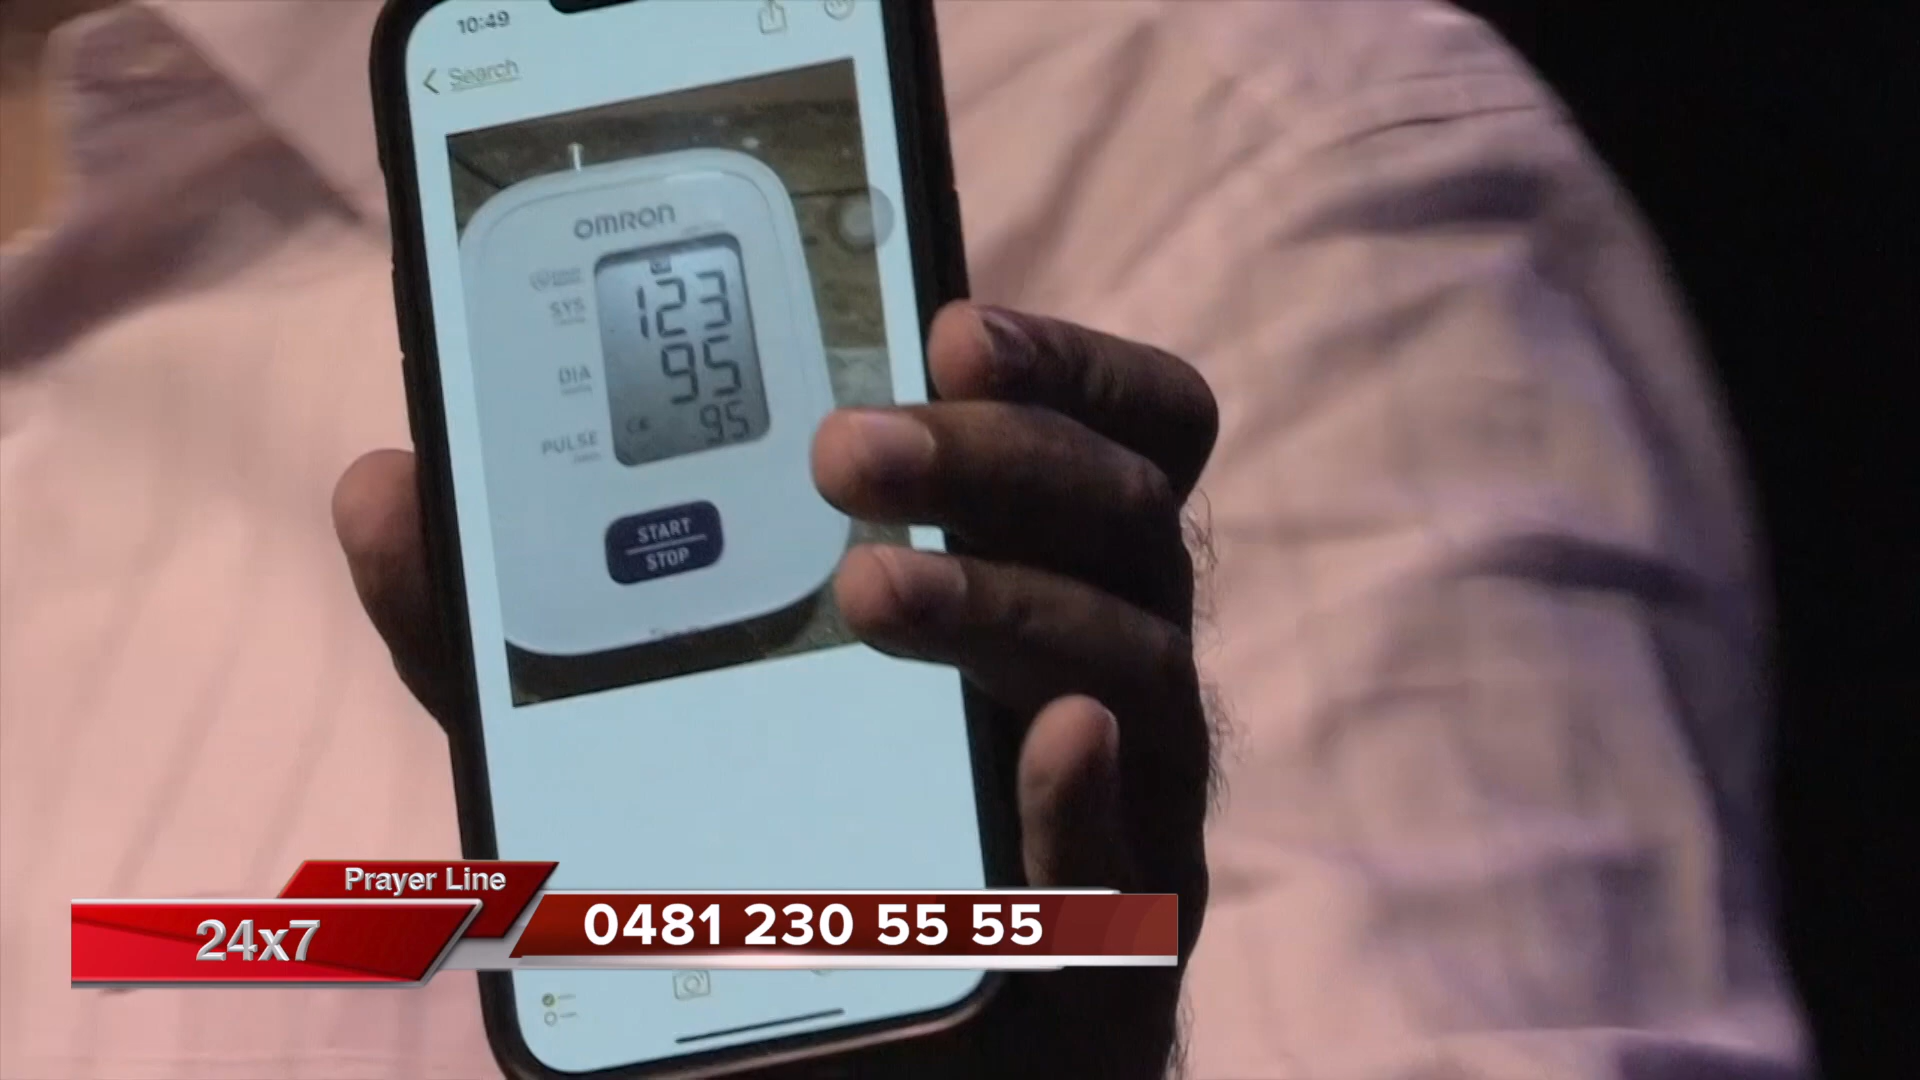 10:49
Search
OMRON
SYS
123
DIA
95
PULSE
95
START
STOP
Prayer Line
24x7
0481 230 55 55